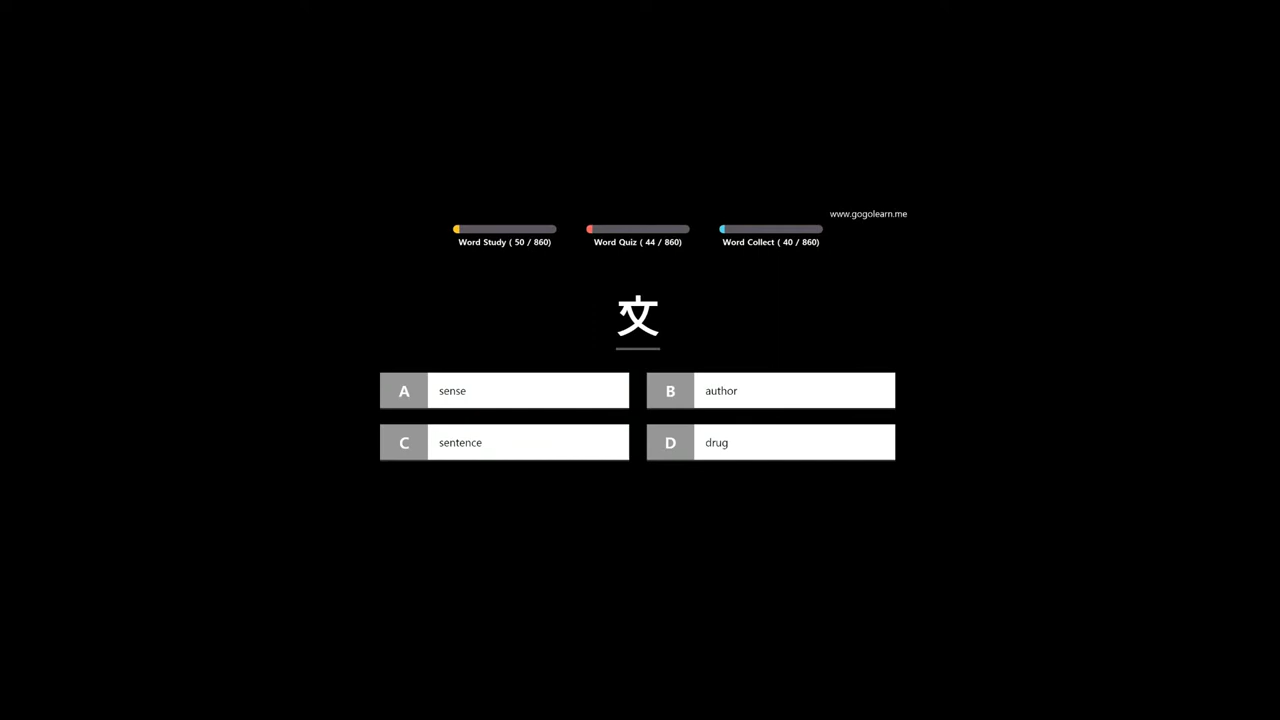 www.gogolearn.me
Word Study ( 50 / 860)
Word Quiz ( 44 / 860)
Word Collect ( 40 / 860)
文
A sense
B author
C sentence
D drug